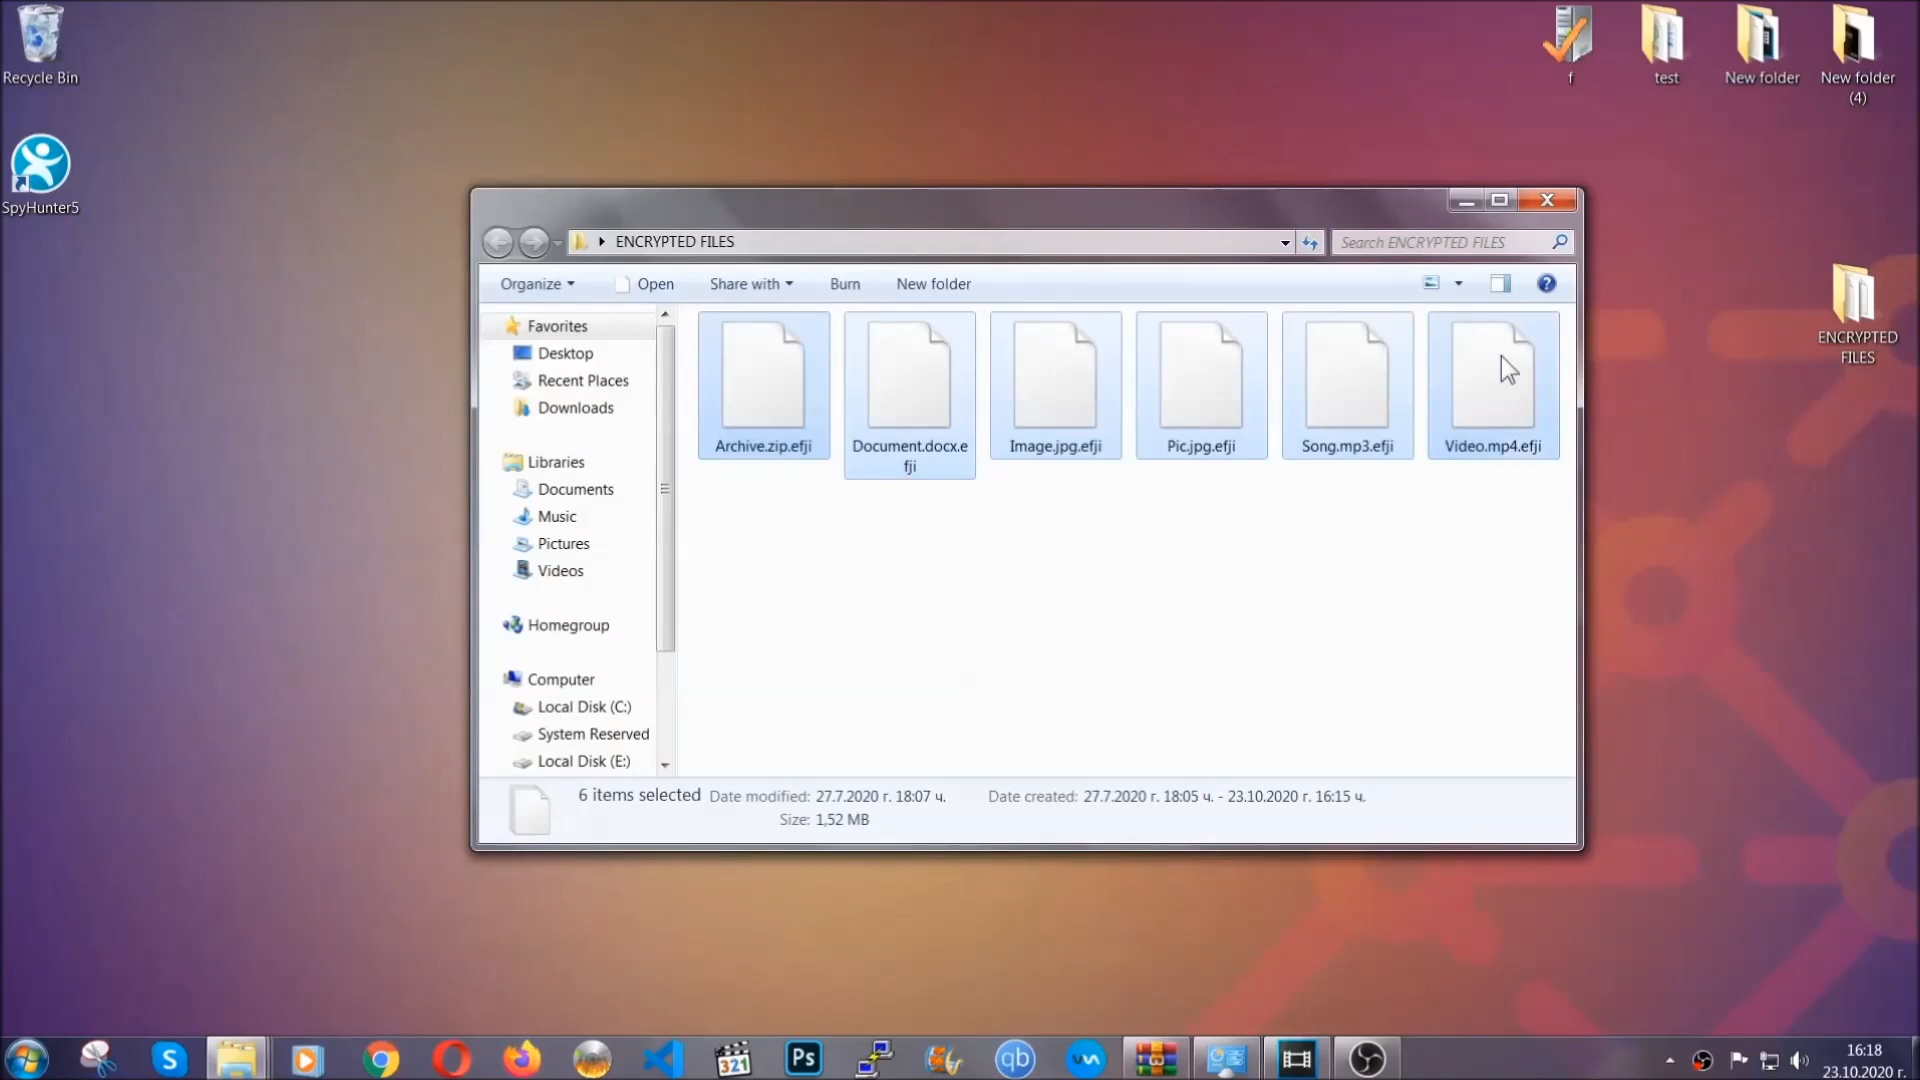 Recycle Bin
SpyHunter5
f
test
New folder
New folder
(4)
ENCRYPTED
FILES
ENCRYPTED FILES
Search ENCRYPTED FILES
Organize
Open
Share with
Burn
New folder
Favorites
Desktop
Recent Places
Downloads
Libraries
Documents
Music
Pictures
Videos
Homegroup
Computer
Local Disk (C:)
System Reserved
Local Disk (E:)
Archive.zip.efji
Document.docx.e
fji
Image.jpg.efji
Pic.jpg.efji
Song.mp3.efji
Video.mp4.efji
6 items selected Date modified: 27.7.2020 г. 18:07 ч. Date created: 27.7.2020 г. 18:05 ч. - 23.10.2020 г. 16:15 ч.
Size: 1,52 MB
S
321
Ps
qb
16:18
23.10.2020 г.